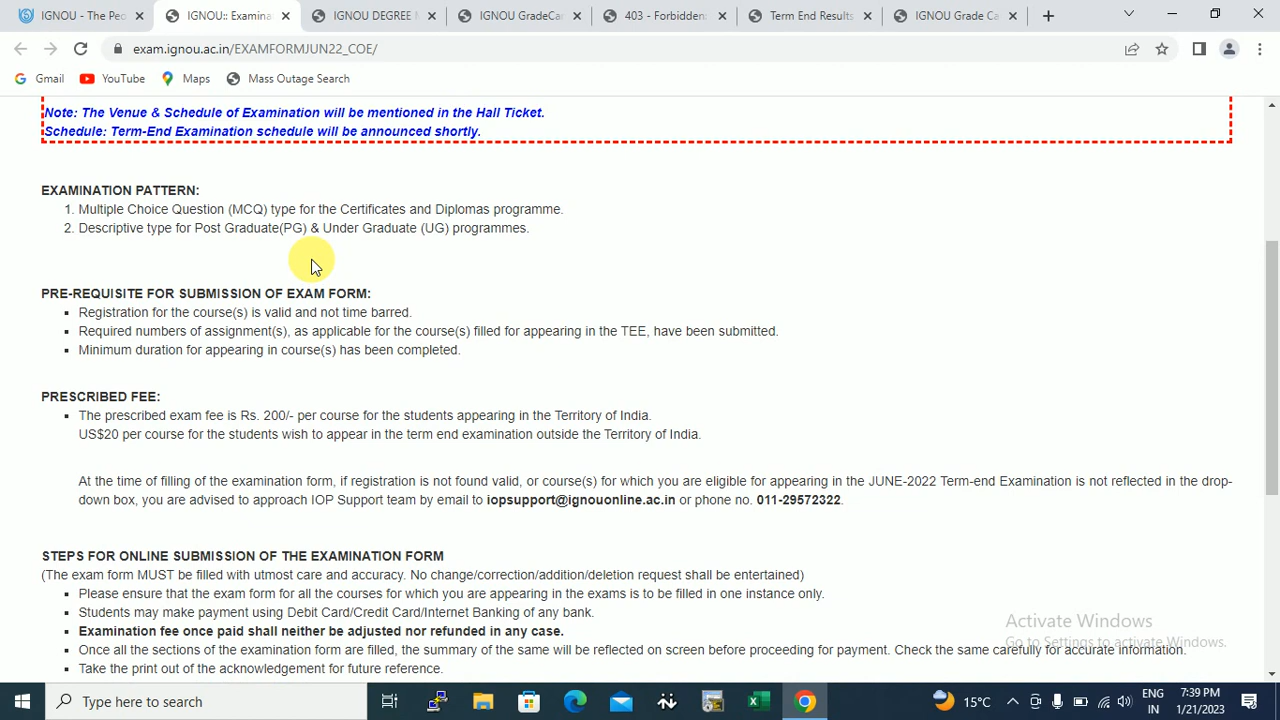 IGNOU - The Peo
IGNOU:: Examina
IGNOU DEGREE M
IGNOU GradeCar
403 - Forbidden:
Term End Results
IGNOU Grade Ca
exam.ignou.ac.in/EXAMFORMJUN22_COE/
Gmail
YouTube
Maps
Mass Outage Search
Note: The Venue & Schedule of Examination will be mentioned in the Hall Ticket.
Schedule: Term-End Examination schedule will be announced shortly.
EXAMINATION PATTERN:
1. Multiple Choice Question (MCQ) type for the Certificates and Diplomas programme.
2. Descriptive type for Post Graduate(PG) & Under Graduate (UG) programmes.
PRE-REQUISITE FOR SUBMISSION OF EXAM FORM:
Registration for the course(s) is valid and not time barred.
Required numbers of assignment(s), as applicable for the course(s) filled for appearing in the TEE, have been submitted.
Minimum duration for appearing in course(s) has been completed.
PRESCRIBED FEE:
The prescribed exam fee is Rs. 200/- per course for the students appearing in the Territory of India.
US$20 per course for the students wish to appear in the term end examination outside the Territory of India.
At the time of filling of the examination form, if registration is not found valid, or course(s) for which you are eligible for appearing in the JUNE-2022 Term-end Examination is not reflected in the drop-
down box, you are advised to approach IOP Support team by email to iopsupport@ignouonline.ac.in or phone no. 011-29572322.
STEPS FOR ONLINE SUBMISSION OF THE EXAMINATION FORM
(The exam form MUST be filled with utmost care and accuracy. No change/correction/addition/deletion request shall be entertained)
Please ensure that the exam form for all the courses for which you are appearing in the exams is to be filled in one instance only.
Students may make payment using Debit Card/Credit Card/Internet Banking of any bank.
Examination fee once paid shall neither be adjusted nor refunded in any case.
Once all the sections of the examination form are filled, the summary of the same will be reflected on screen before proceeding for payment. Check the same carefully for accurate information.
Take the print out of the acknowledgement for future reference.
Activate Windows
Go to Settings to activate Windows.
Type here to search
15°C
ENG
IN
7:39 PM
1/21/2023